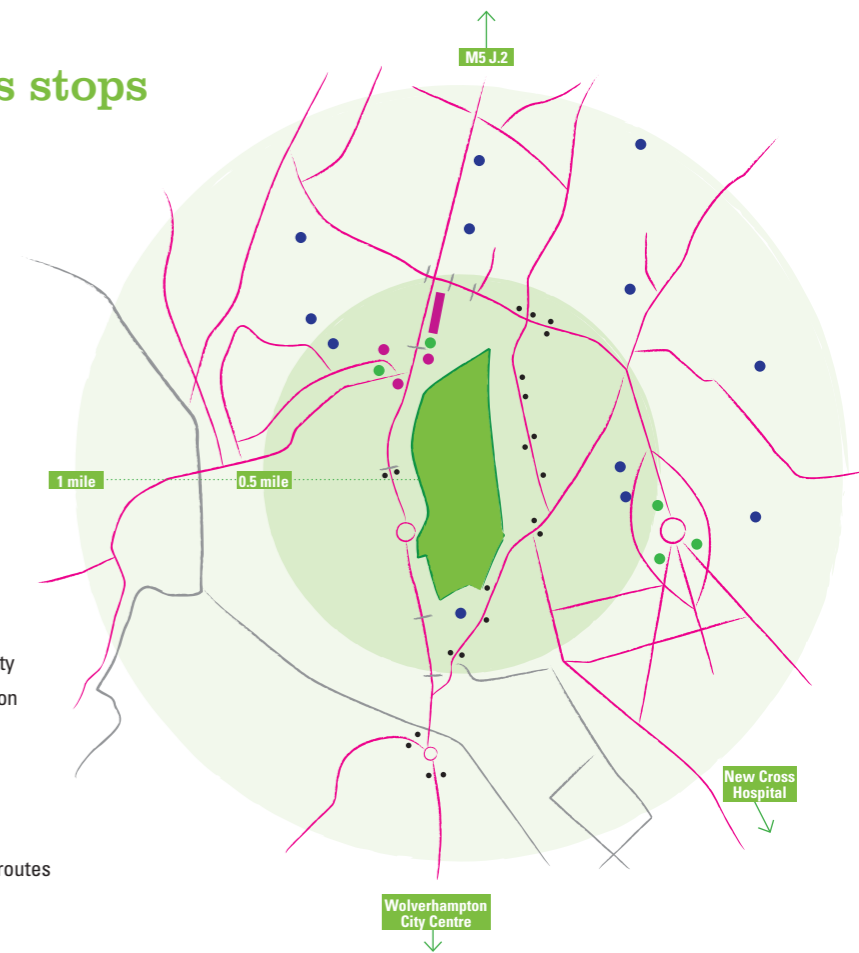 M5 J.2
s stops
1 mile
0.5 mile
ty
on
New Cross
Hospital
routes
Wolverhampton
City Centre